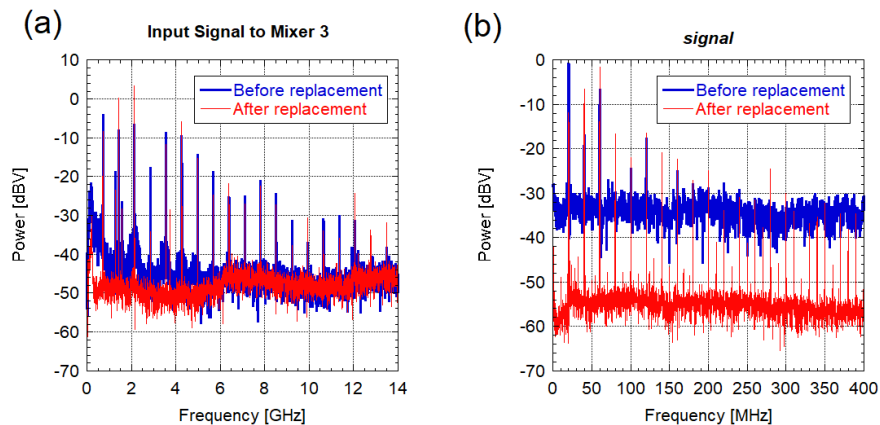 (a)
Input Signal to Mixer 3
Before replacement
After replacement
Power [dBV]
10
0
-10
-20
-30
-40
-50
-60
-70
0 2 4 6 8 10 12 14
Frequency [GHz]
(b)
signal
Before replacement
After replacement
Power [dBV]
0
-10
-20
-30
-40
-50
-60
-70
0 50 100 150 200 250 300 350 400
Frequency [MHz]